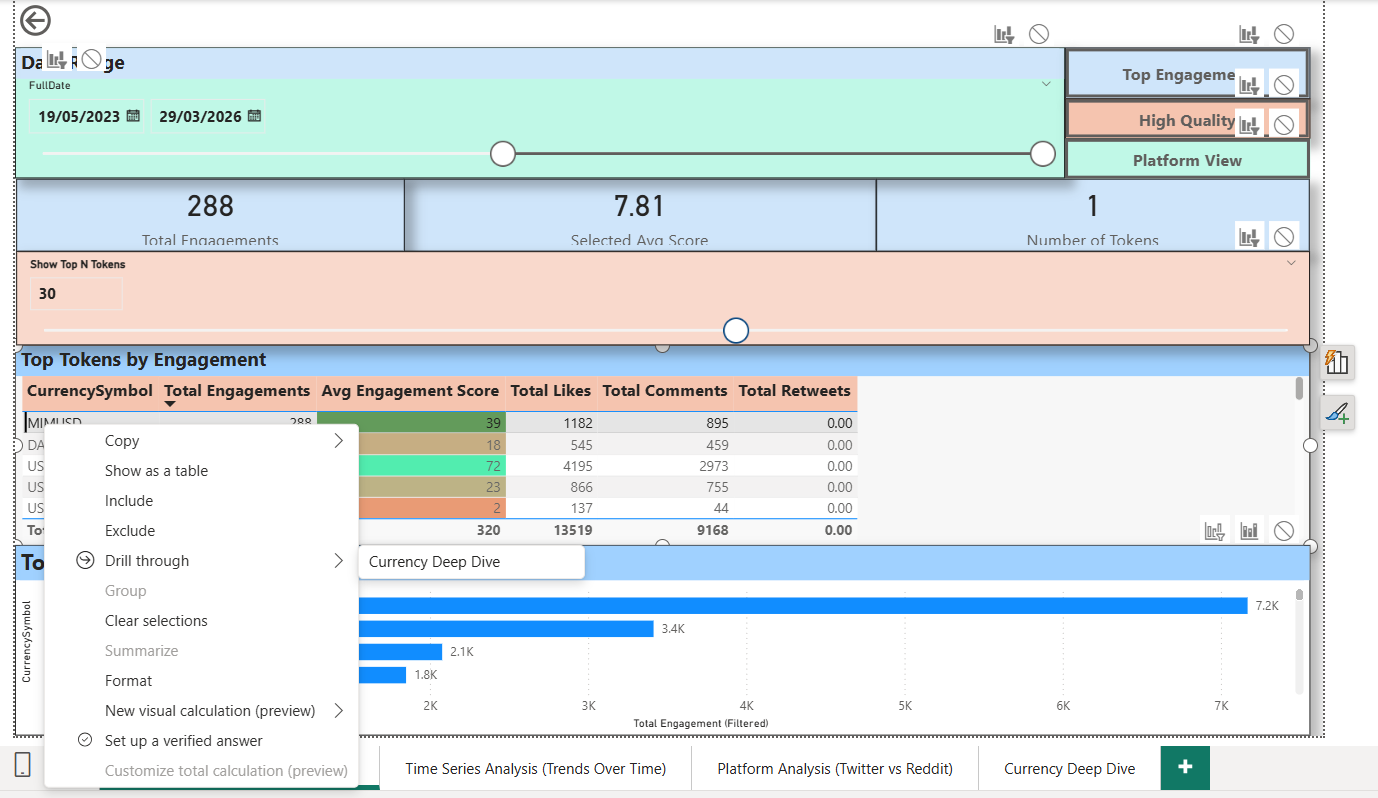 Da Range
FullDate
19/05/2023 29/03/2026
Top Engageme
High Quality
Platform View
288 7.81 1
Total Engagements Selected Avg Score Number of Tokens
Show Top N Tokens
30
Top Tokens by Engagement
CurrencySymbol Total Engagements Avg Engagement Score Total Likes Total Comments Total Retweets
MIMUSD 288 39 1182 895 0.00
DA 18 545 459 0.00
US 72 4195 2973 0.00
US 23 866 755 0.00
US 2 137 44 0.00
To 320 13519 9168 0.00
Copy
Show as a table
Include
Exclude
Drill through
Currency Deep Dive
Group
Clear selections
Summarize
Format
New visual calculation (preview)
Set up a verified answer
Customize total calculation (preview)
To
CurrencySymbol
7.2K
3.4K
2.1K
1.8K
2K 3K 4K 5K 6K 7K
Total Engagement (Filtered)
Time Series Analysis (Trends Over Time) Platform Analysis (Twitter vs Reddit) Currency Deep Dive +